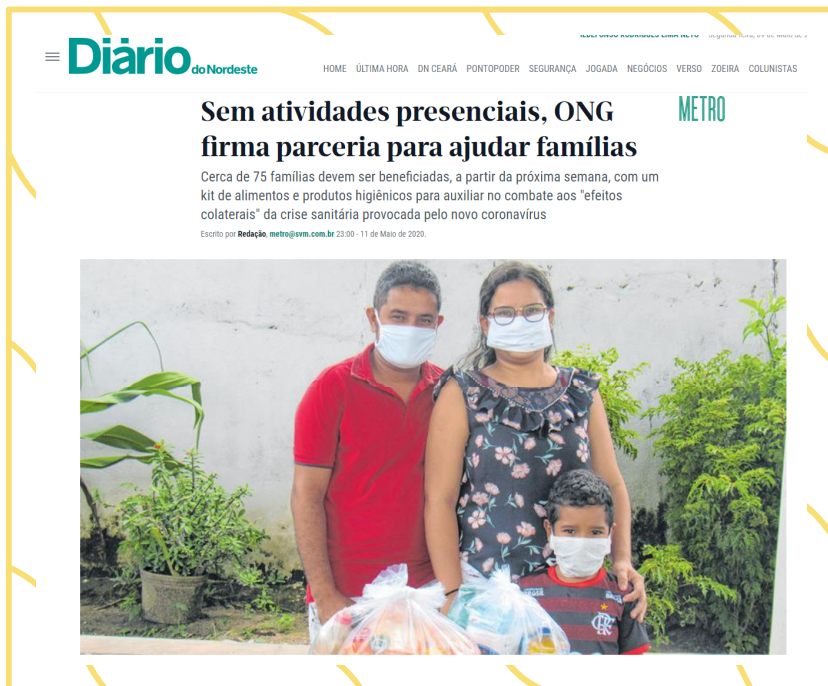 Diário do Nordeste
HOME ÚLTIMA HORA DN CEARÁ PONTOPODER SEGURANÇA JOGADA NEGÓCIOS VERSO ZOEIRA COLUNISTAS
Sem atividades presenciais, ONG
firma parceria para ajudar famílias
METRO
Cerca de 75 famílias devem ser beneficiadas, a partir da próxima semana, com um
kit de alimentos e produtos higiênicos para auxiliar no combate aos "efeitos
colaterais" da crise sanitária provocada pelo novo coronavírus
Escrito por Redação, metro@svm.com.br 23:00 - 11 de Maio de 2020.